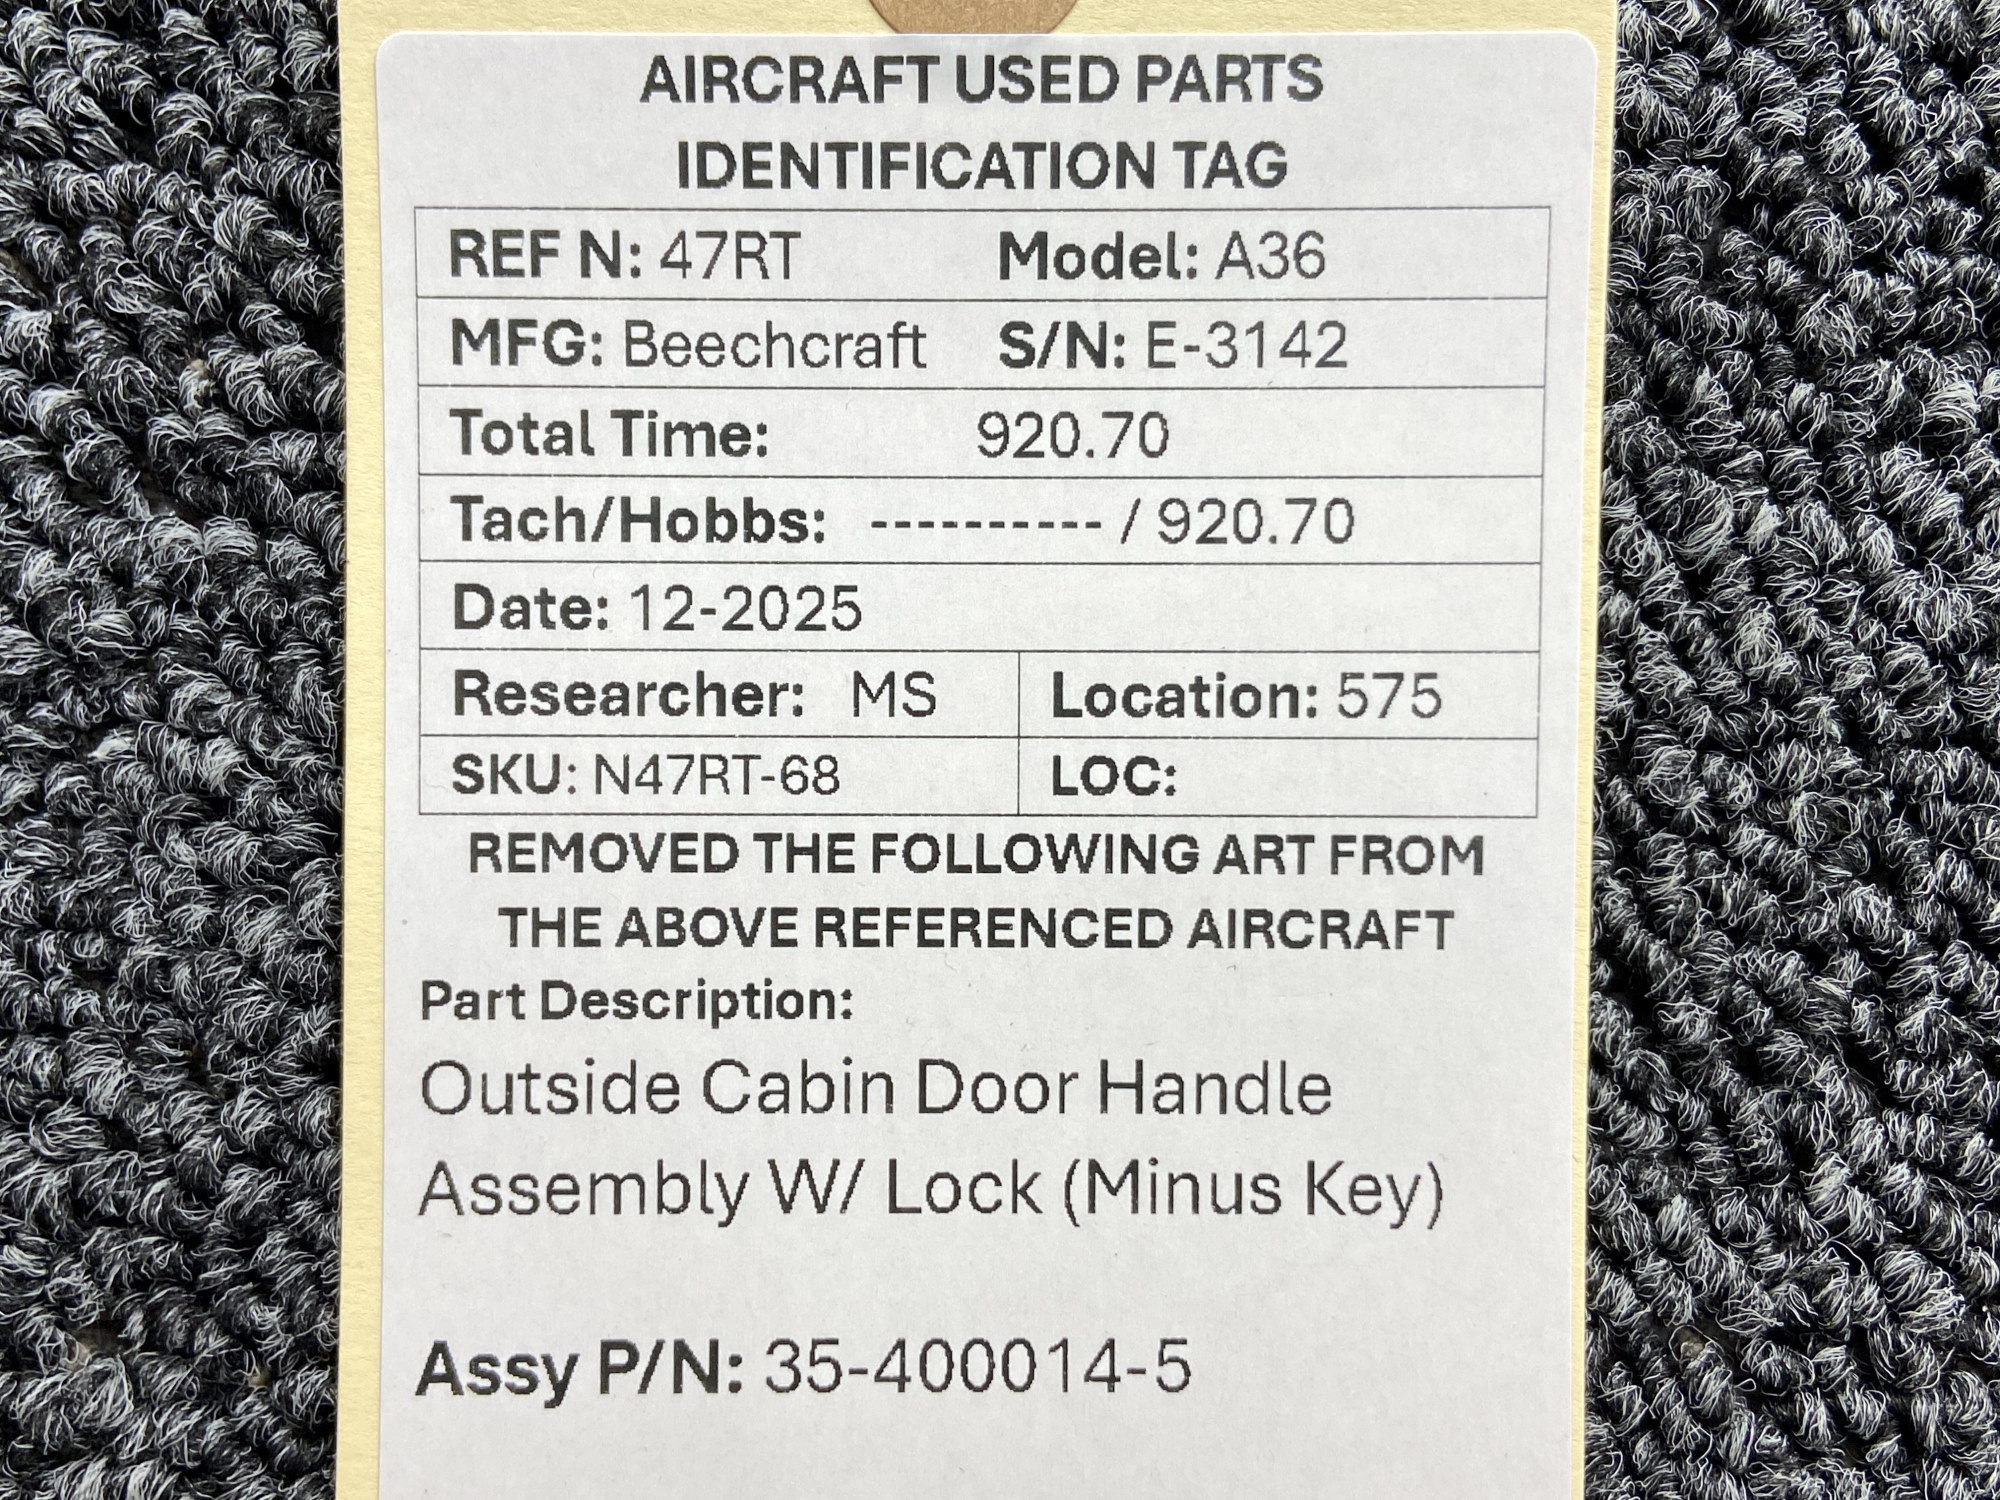 AIRCRAFT USED PARTS
IDENTIFICATION TAG
REF N: 47RT Model: A36
MFG: Beechcraft S/N: E-3142
Total Time: 920.70
Tach/Hobbs: ---------- / 920.70
Date: 12-2025
Researcher: MS Location: 575
SKU: N47RT-68 LOC:
REMOVED THE FOLLOWING ART FROM
THE ABOVE REFERENCED AIRCRAFT
Part Description:
Outside Cabin Door Handle
Assembly W/ Lock (Minus Key)
Assy P/N: 35-400014-5